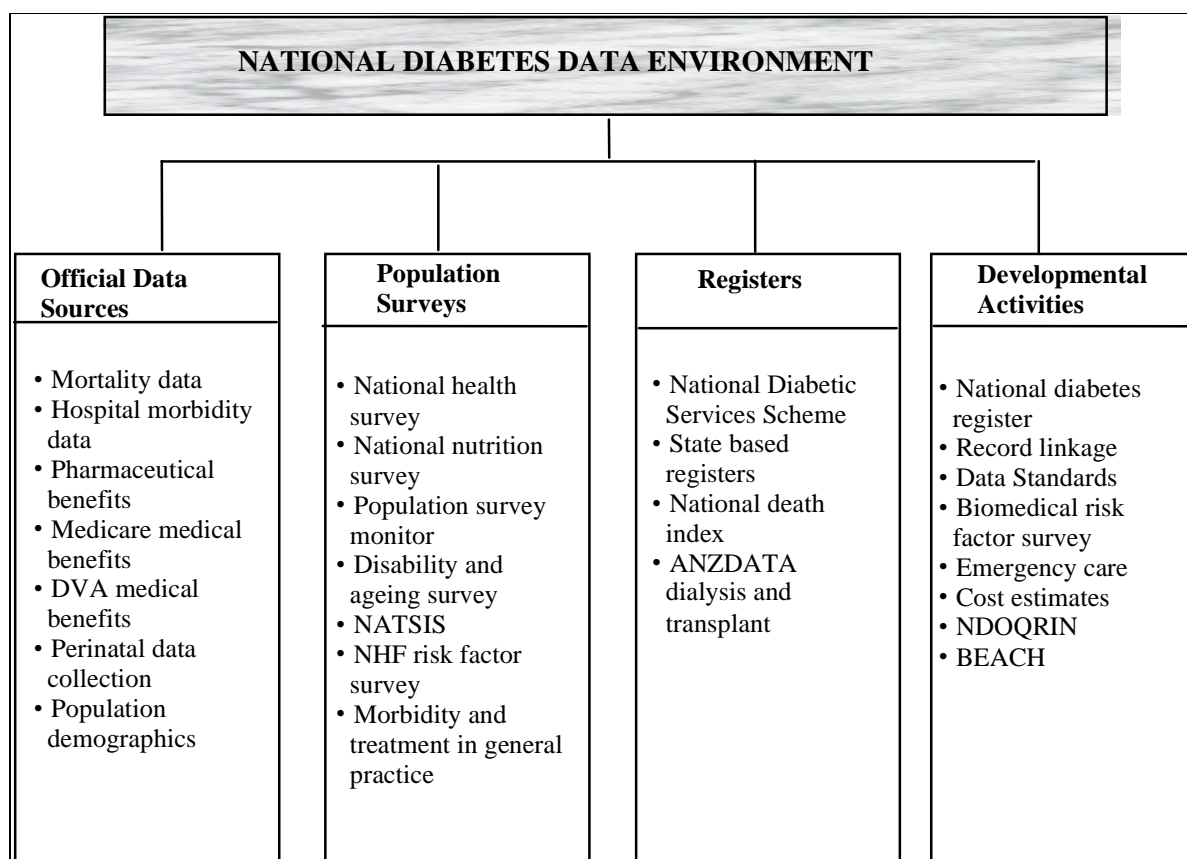 NATIONAL DIABETES DATA ENVIRONMENT
Official Data
Sources
• Mortality data
• Hospital morbidity
data
• Pharmaceutical
benefits
• Medicare medical
benefits
• DVA medical
benefits
• Perinatal data
collection
• Population
demographics
Population
Surveys
• National health
survey
• National nutrition
survey
• Population survey
monitor
• Disability and
ageing survey
• NATSIS
• NHF risk factor
survey
• Morbidity and
treatment in general
practice
Registers
• National Diabetic
Services Scheme
• State based
registers
• National death
index
• ANZDATA
dialysis and
transplant
Developmental
Activities
• National diabetes
register
• Record linkage
• Data Standards
• Biomedical risk
factor survey
• Emergency care
• Cost estimates
• NDOQRIN
• BEACH